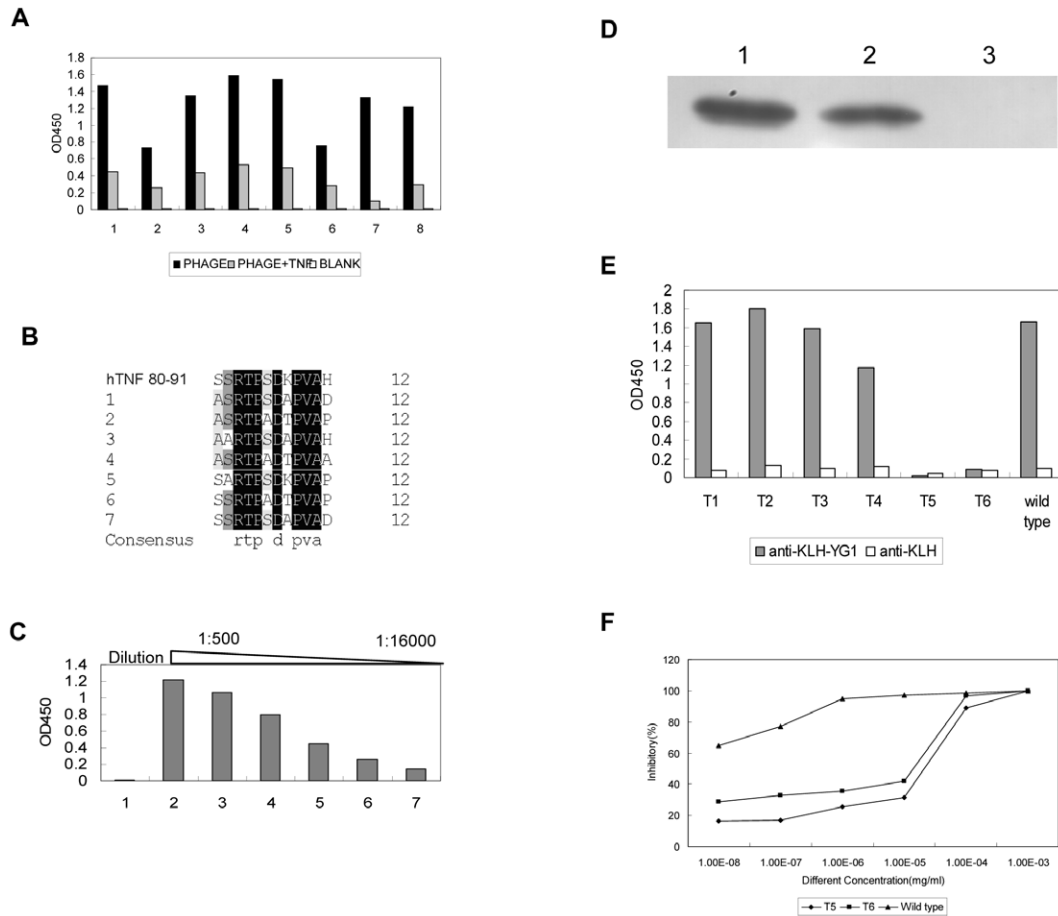 A
1.8
1.6
1.4
1.2
1
0.8
0.6
0.4
0.2
0
OD450
1 2 3 4 5 6 7 8
PHAGE PHAGE+TNF BLANK
B
hTNF 80-91 SSRTPSDKPVAH 12
1 ASRTPSDAPVAD 12
2 ASRTPADTPVAP 12
3 AARTPSDAPVAH 12
4 ASRTPADTPVAA 12
5 SARTPSDKPVAP 12
6 SSRTPADTPVAP 12
7 SSRTPSDAPVAD 12
Consensus rtp d pva
C
Dilution 1:500 1:16000
1.4
1.2
1
0.8
0.6
0.4
0.2
0
OD450
1 2 3 4 5 6 7
D
1 2 3
E
2
1.8
1.6
1.4
1.2
1
0.8
0.6
0.4
0.2
0
OD450
T1 T2 T3 T4 T5 T6 wild
type
anti-KLH-YG1 anti-KLH
F
120
100
80
60
40
20
0
Inhibitory(%)
1.00E-08 1.00E-07 1.00E-06 1.00E-05 1.00E-04 1.00E-03
Different Concentration(mg/ml)
T5 T6 Wild type